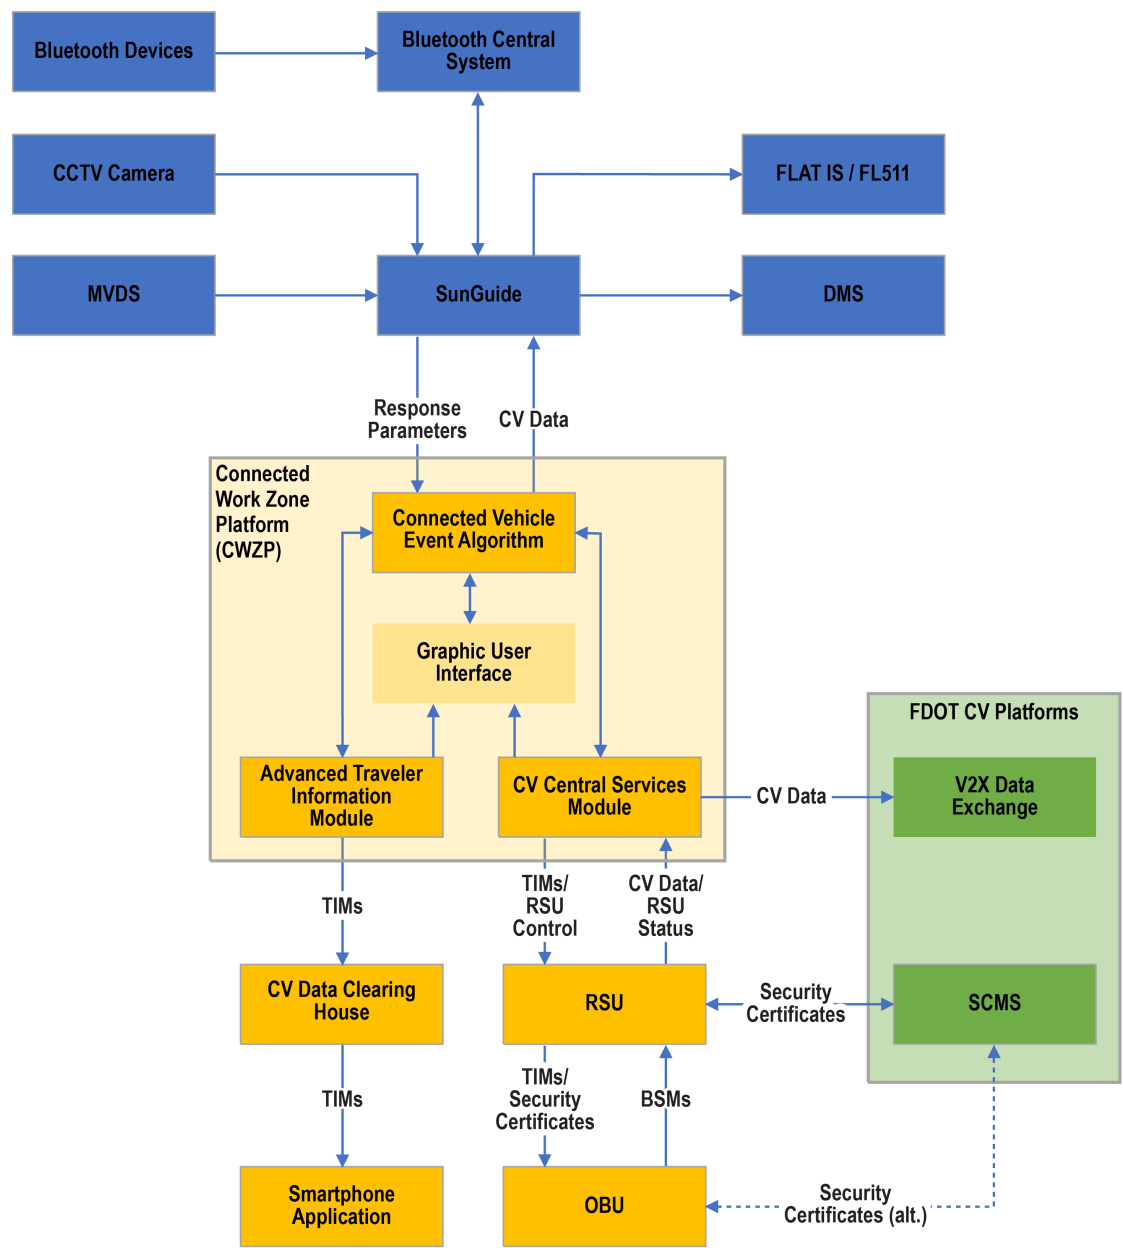 Bluetooth Devices
Bluetooth Central
System
CCTV Camera
FLAT IS / FL511
MVDS
SunGuide
DMS
Response
Parameters
CV Data
Connected
Work Zone
Platform
(CWZP)
Connected Vehicle
Event Algorithm
Graphic User
Interface
FDOT CV Platforms
Advanced Traveler
Information
Module
CV Central Services
Module
CV Data
V2X Data
Exchange
TIMs
TIMs/
RSU
Control
CV Data/
RSU
Status
CV Data Clearing
House
RSU
Security
Certificates
SCMS
TIMs
TIMs/
Security
Certificates
BSMs
Smartphone
Application
OBU
Security
Certificates (alt.)